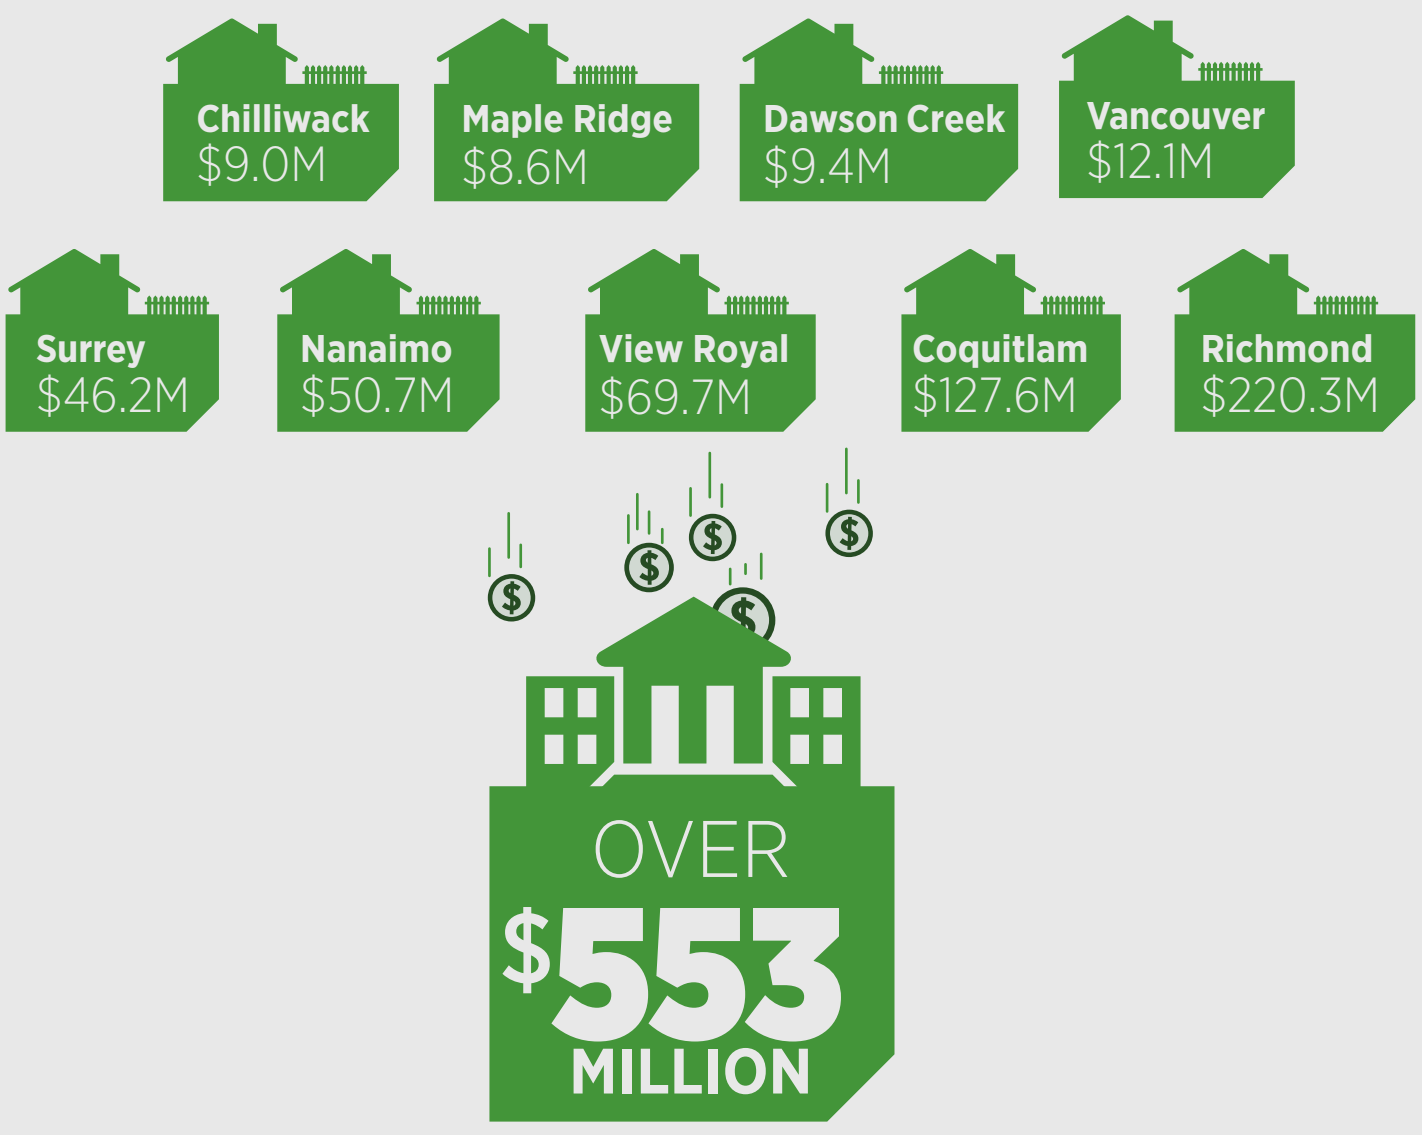 Chilliwack
$9.0M
Maple Ridge
$8.6M
Dawson Creek
$9.4M
Vancouver
$12.1M
Surrey
$46.2M
Nanaimo
$50.7M
View Royal
$69.7M
Coquitlam
$127.6M
Richmond
$220.3M
$
$
$
$
$
OVER
$553
MILLION